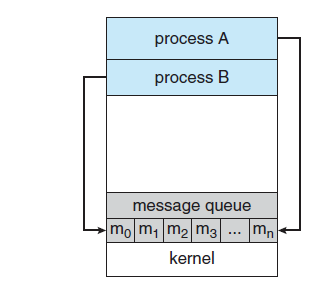 process A
process B
message queue
m0 m1 m2 m3 ... mn
kernel